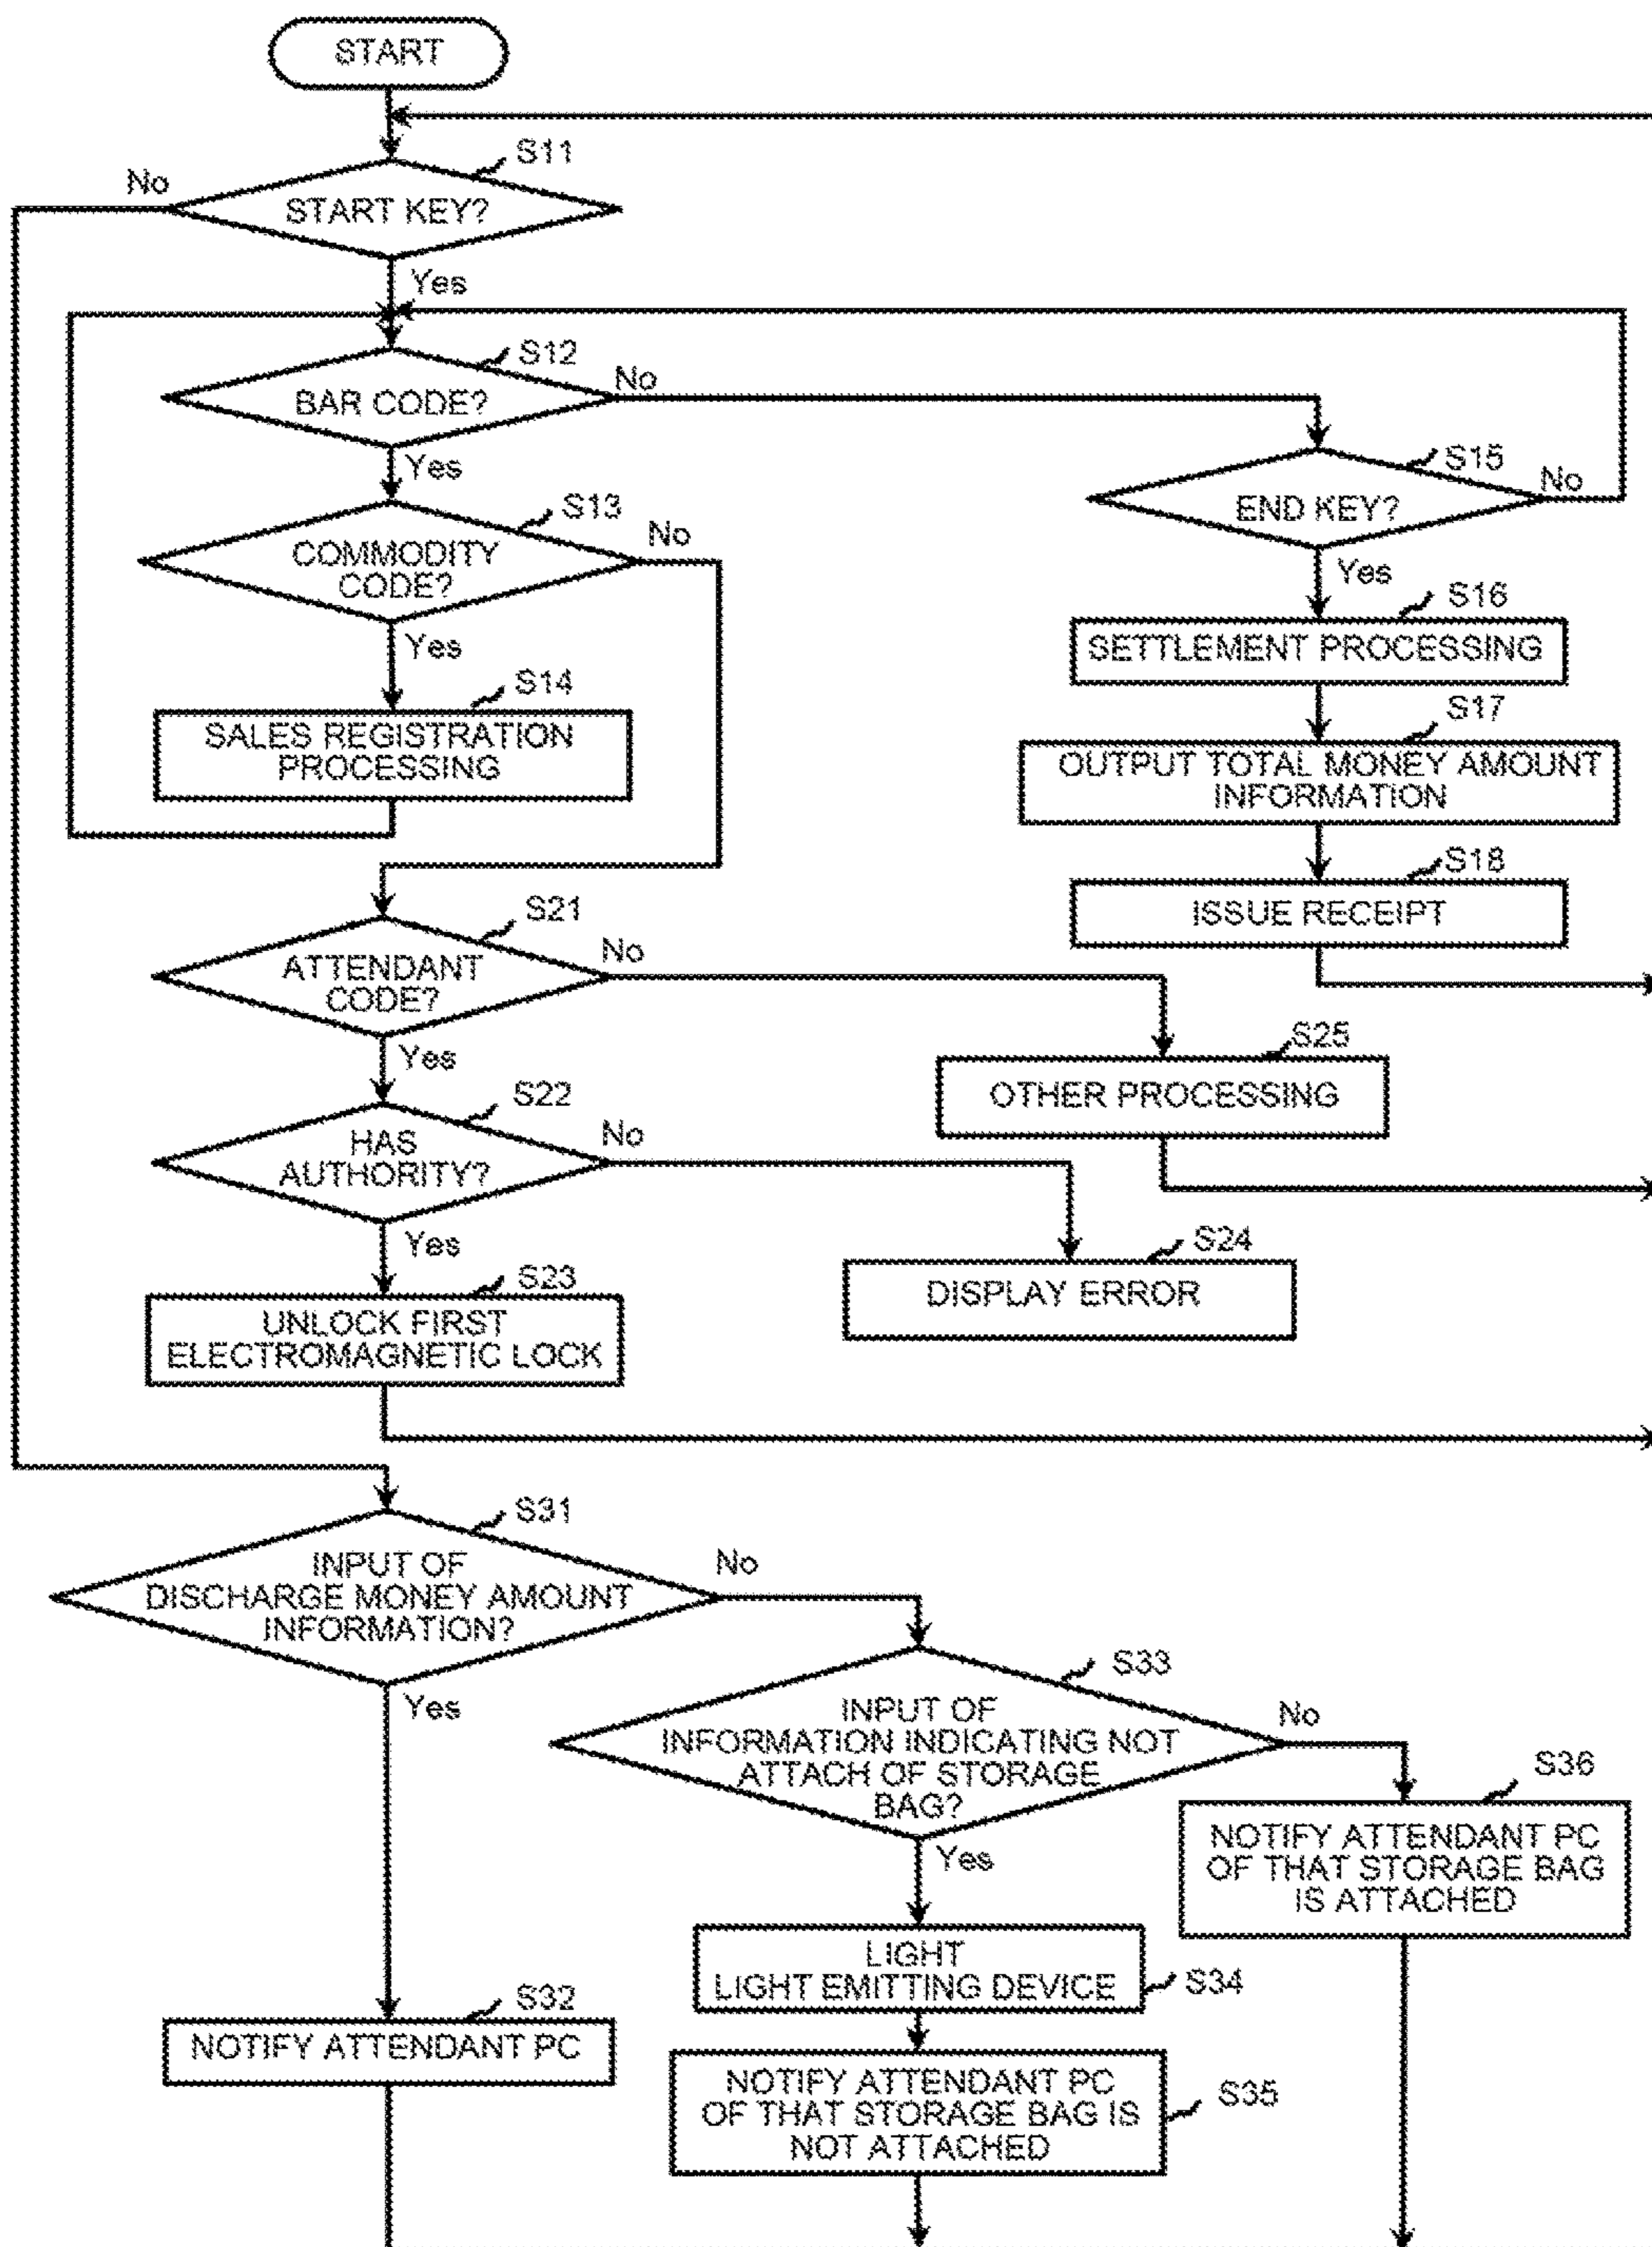 START
S11
No
START KEY?
Yes
S12
No
BAR CODE?
Yes
S15
No
END KEY?
Yes
S13
No
COMMODITY
CODE?
Yes
S16
SETTLEMENT PROCESSING
S14
SALES REGISTRATION
PROCESSING
S17
OUTPUT TOTAL MONEY AMOUNT
INFORMATION
S18
ISSUE RECEIPT
S21
No
ATTENDANT
CODE?
Yes
S25
OTHER PROCESSING
S22
No
HAS
AUTHORITY?
Yes
S24
DISPLAY ERROR
S23
UNLOCK FIRST
ELECTROMAGNETIC LOCK
S31
No
INPUT OF
DISCHARGE MONEY AMOUNT
INFORMATION?
Yes
S33
No
INPUT OF
INFORMATION INDICATING NOT
ATTACH OF STORAGE
BAG?
Yes
S36
NOTIFY ATTENDANT PC
OF THAT STORAGE BAG
IS ATTACHED
LIGHT
LIGHT EMITTING DEVICE
S34
S32
NOTIFY ATTENDANT PC
NOTIFY ATTENDANT PC
OF THAT STORAGE BAG IS
NOT ATTACHED
S35